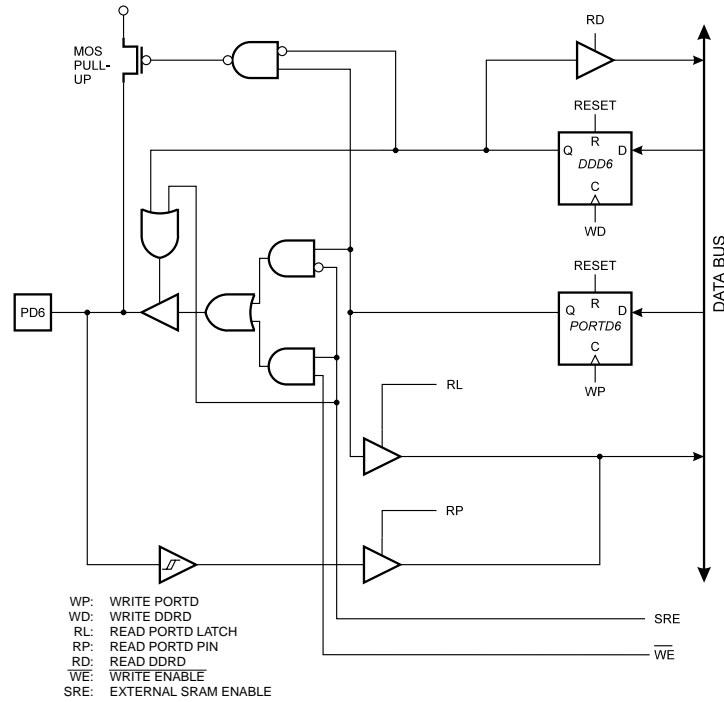 RD
MOS
PULL-
UP
RESET
R
Q D
DDD6
C
WD
RESET
R
PD6
Q D
PORTD6
C
WP
DATA BUS
RL
RP
WP: WRITE PORTD
WD: WRITE DDRD
RL: READ PORTD LATCH
RP: READ PORTD PIN
RD: READ DDRD
WE: WRITE ENABLE
SRE: EXTERNAL SRAM ENABLE
SRE
WE